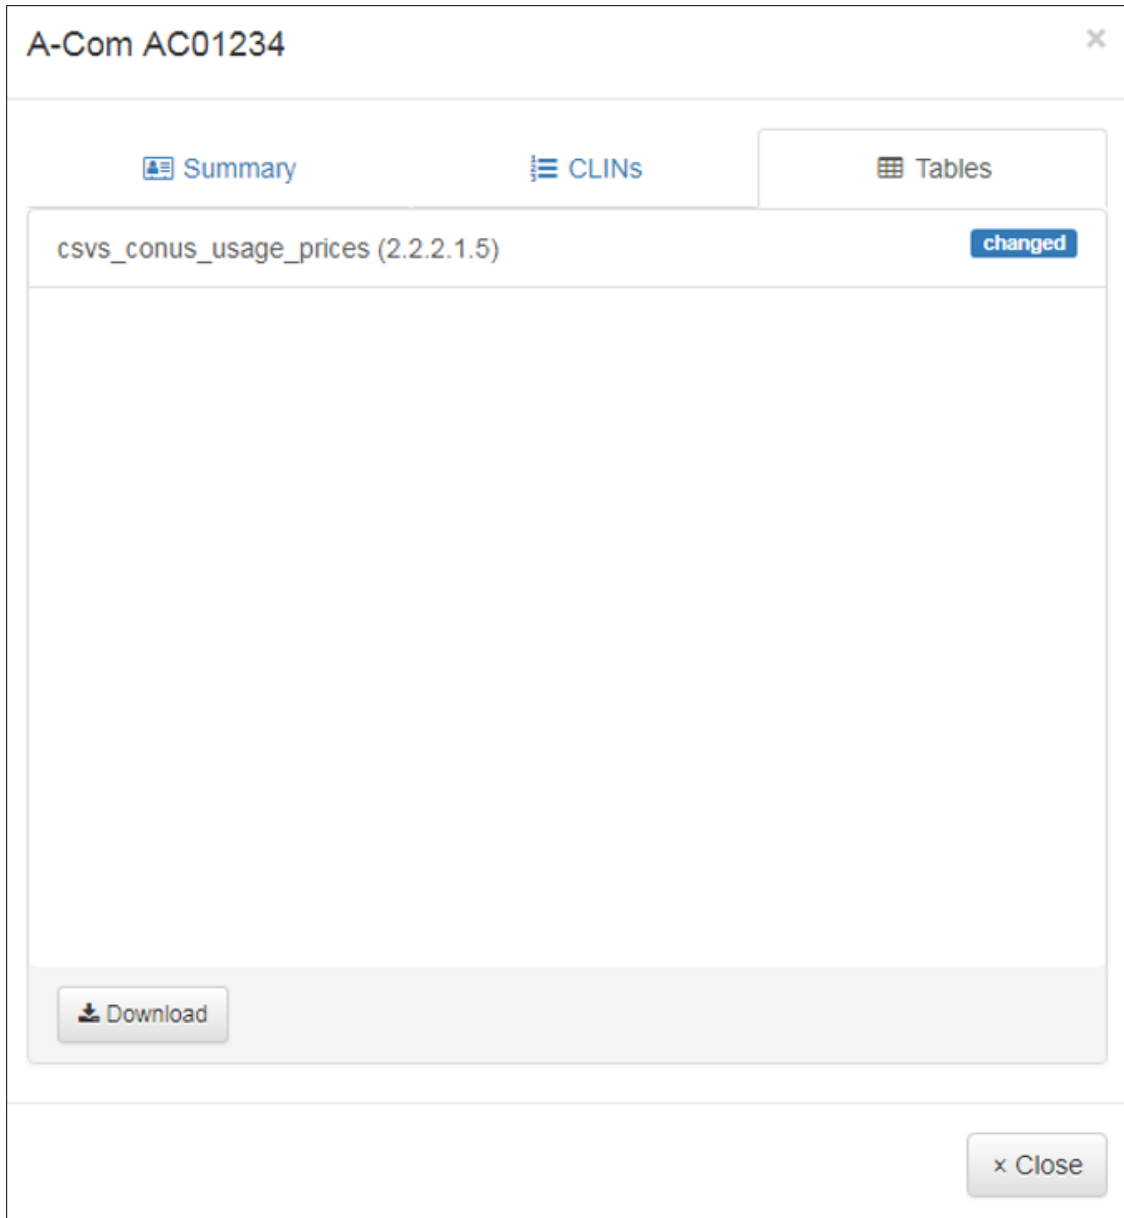 A-Com AC01234
×
Summary
CLINs
Tables
csvs_conus_usage_prices (2.2.2.1.5)
changed
Download
× Close